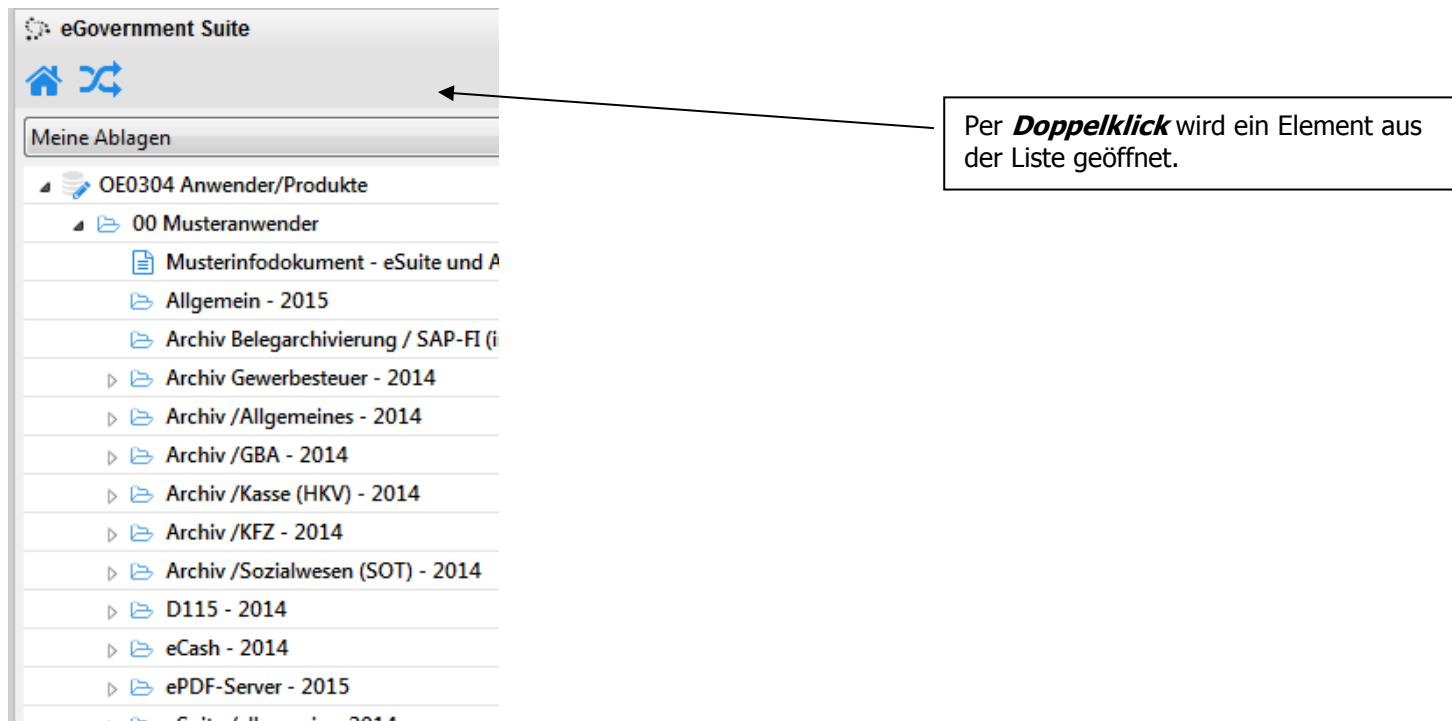 eGovernment Suite
Meine Ablagen
Per Doppelklick wird ein Element aus
der Liste geöffnet.
OE0304 Anwender/Produkte
00 Musteranwender
Musterinfodokument - eSuite und A
Allgemein - 2015
Archiv Belegarchivierung / SAP-FI (i
Archiv Gewerbesteuer - 2014
Archiv /Allgemeines - 2014
Archiv /GBA - 2014
Archiv /Kasse (HKV) - 2014
Archiv /KFZ - 2014
Archiv /Sozialwesen (SOT) - 2014
D115 - 2014
eCash - 2014
ePDF-Server - 2015